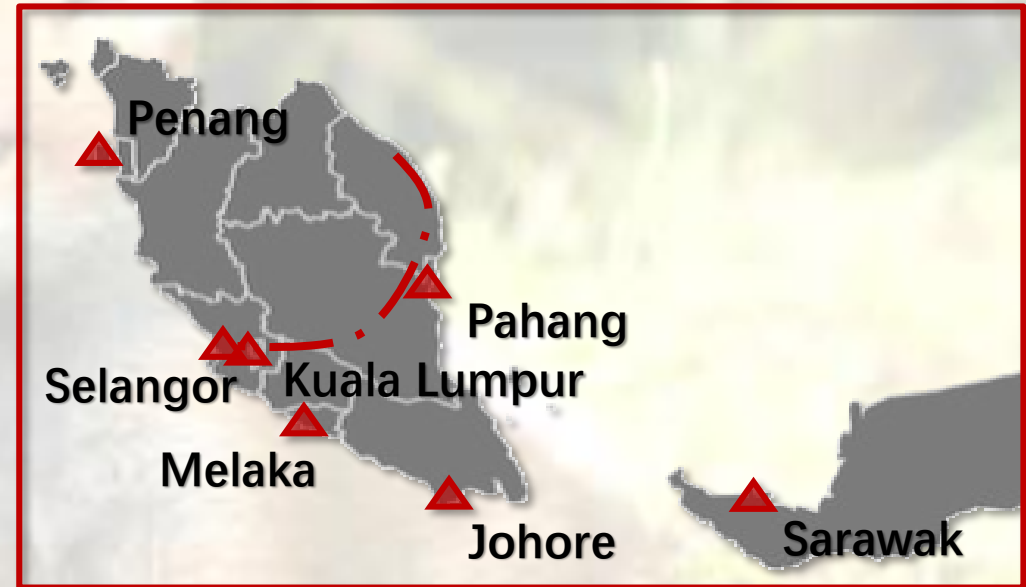 Penang
Pahang
Selangor
Kuala Lumpur
Melaka
Johore
Sarawak